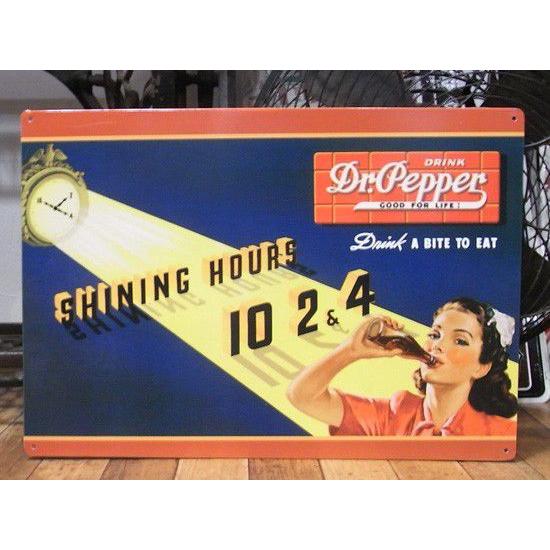 DRINK
Dr.Pepper
GOOD FOR LIFE!
Drink A BITE TO EAT
SHINING HOURS
10 2 & 4